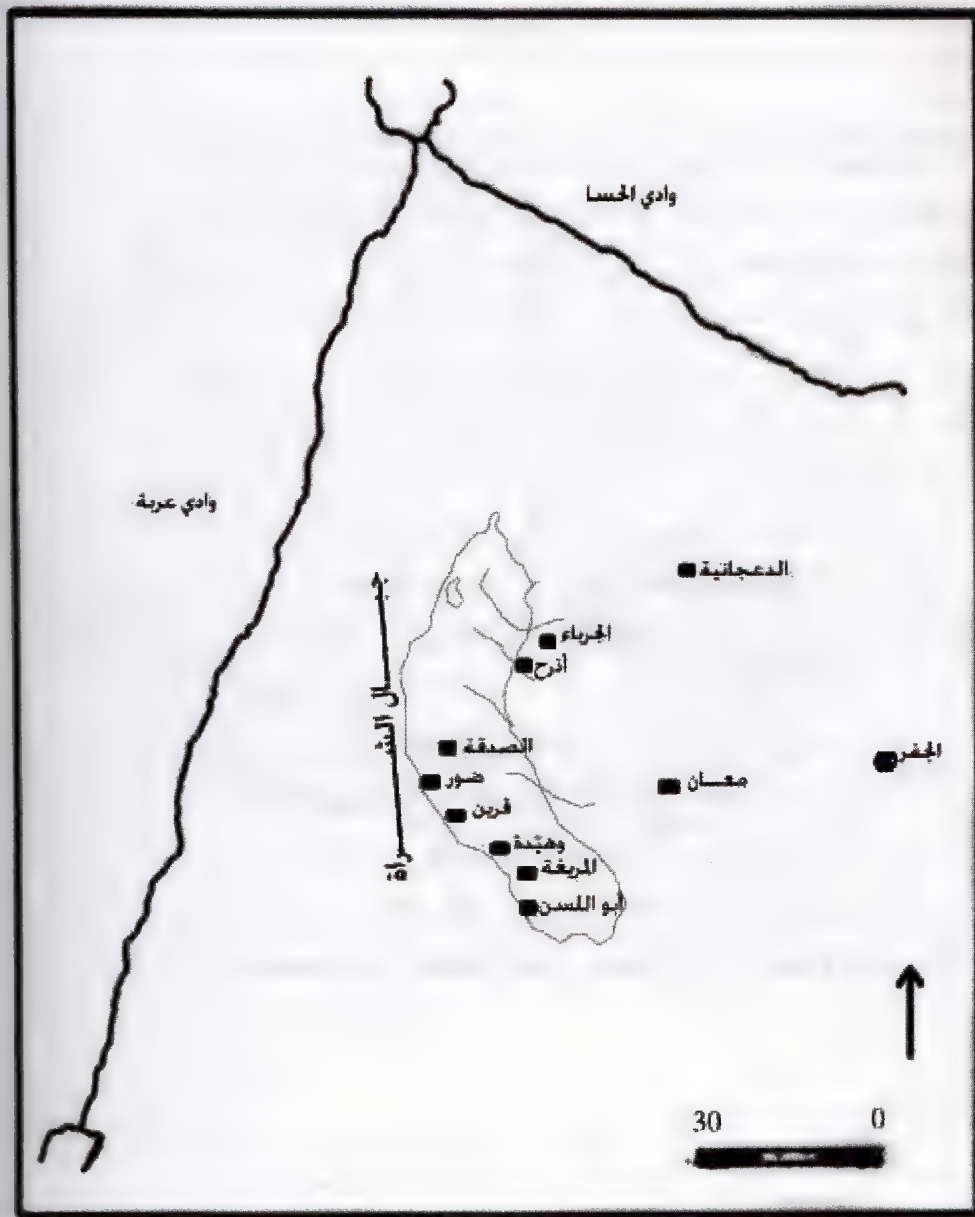 وادي الحسا
وادي عربة
الدعجانية
الجرباء
أذرح
الصدقة
الجفر
ضور
معان
قرين
وهيدة
المريغة
أبو اللسن
30 0